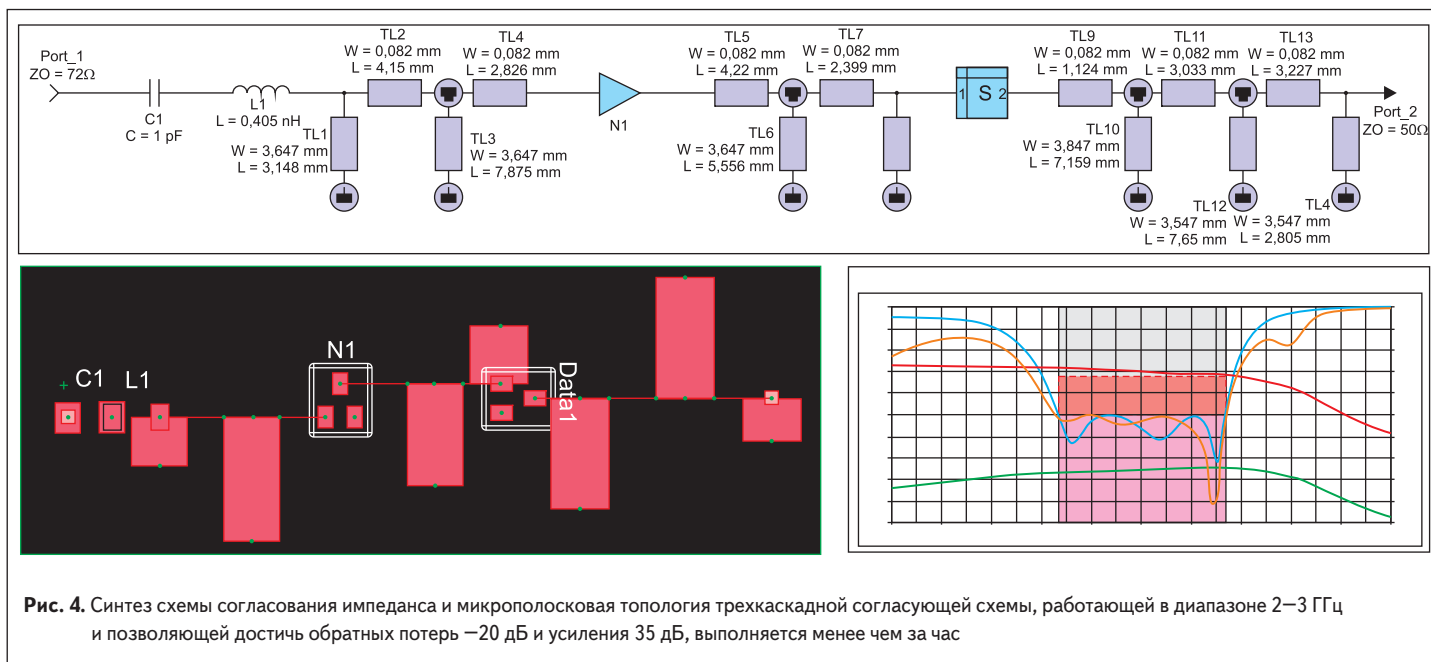 Port_1
ZO = 72Ω
C1
C = 1 pF
L1
L = 0,405 nH
TL1
W = 3,647 mm
L = 3,148 mm
TL2
W = 0,082 mm
L = 4,15 mm
TL3
W = 3,647 mm
L = 7,875 mm
TL4
W = 0,082 mm
L = 2,826 mm
N1
TL5
W = 0,082 mm
L = 4,22 mm
TL6
W = 3,647 mm
L = 5,556 mm
TL7
W = 0,082 mm
L = 2,399 mm
1 S 2
TL9
W = 0,082 mm
L = 1,124 mm
TL10
W = 3,847 mm
L = 7,159 mm
TL11
W = 0,082 mm
L = 3,033 mm
TL12
W = 3,547 mm
L = 7,65 mm
TL13
W = 0,082 mm
L = 3,227 mm
TL4
W = 3,547 mm
L = 2,805 mm
Port_2
ZO = 50Ω
C1
L1
N1
Data1
Рис. 4. Синтез схемы согласования импеданса и микрополосковая топология трехкаскадной согласующей схемы, работающей в диапазоне 2—3 ГГц
и позволяющей достичь обратных потерь —20 дБ и усиления 35 дБ, выполняется менее чем за час